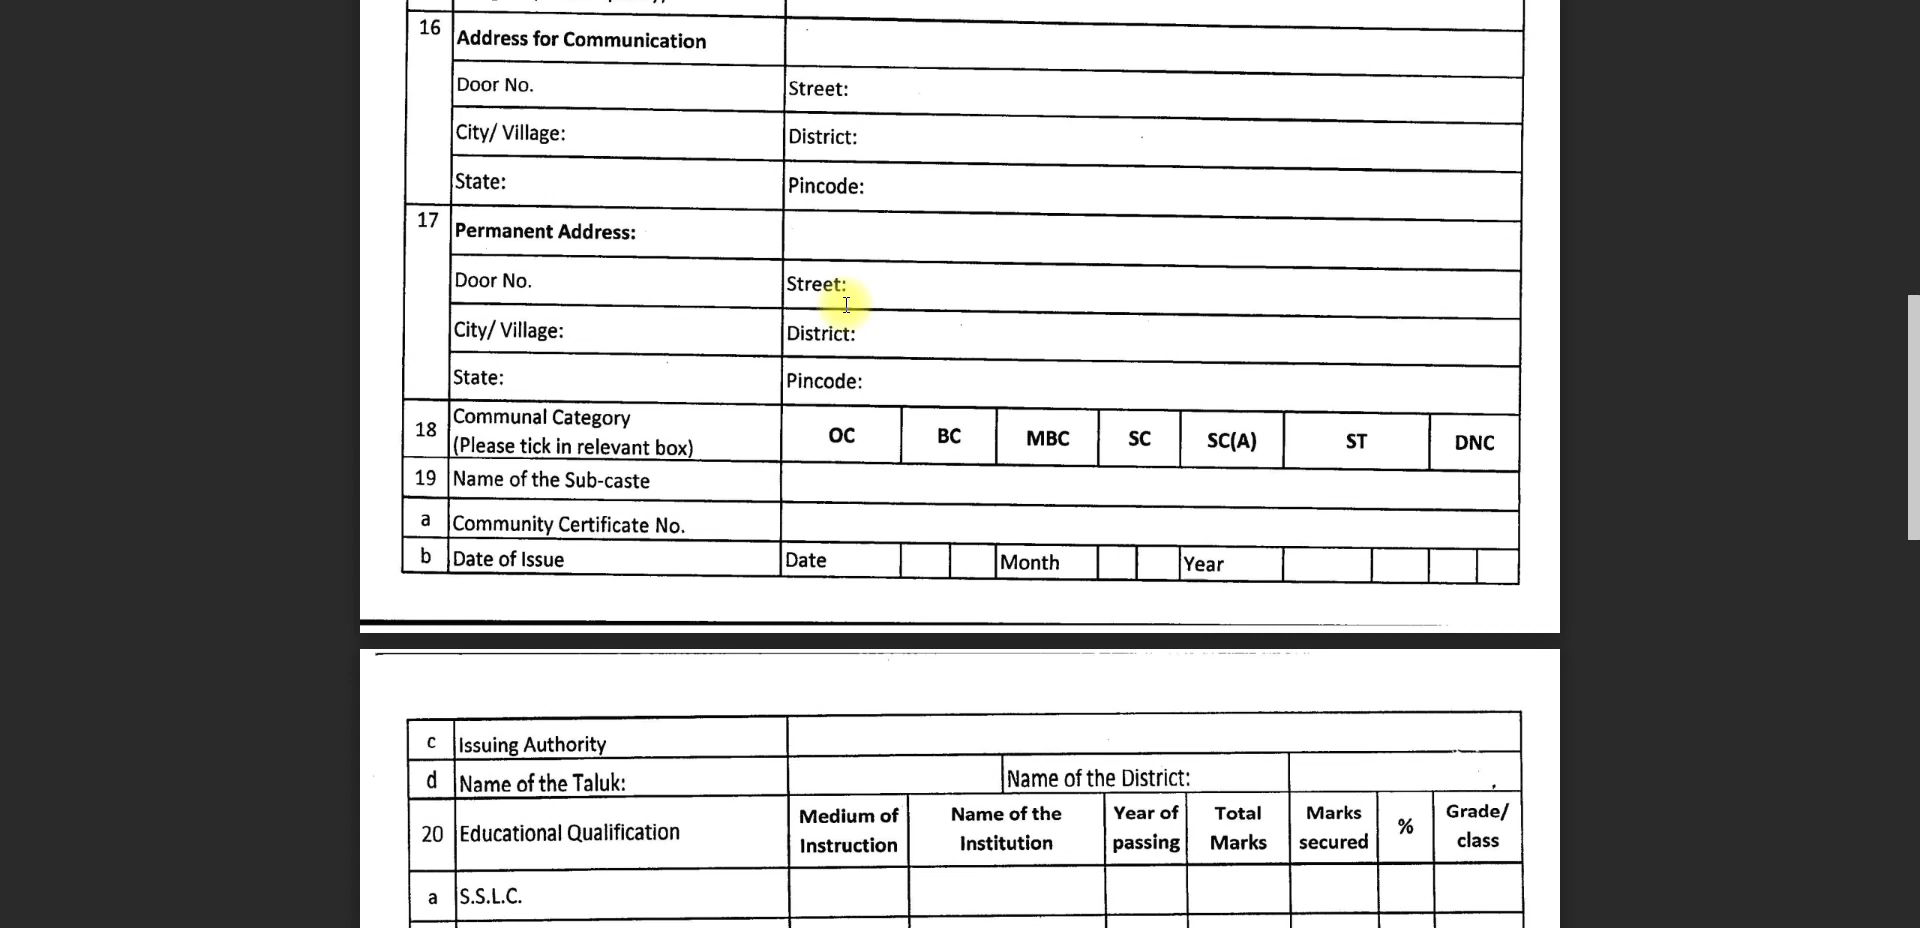 16
Address for Communication
Door No.
Street:
City/ Village:
District:
State:
Pincode:
17
Permanent Address:
Door No.
Street:
City/ Village:
District:
State:
Pincode:
18
Communal Category
(Please tick in relevant box)
OC
BC
MBC
SC
SC(A)
ST
DNC
19
Name of the Sub-caste
a
Community Certificate No.
b
Date of Issue
Date
Month
Year
c
Issuing Authority
d
Name of the Taluk:
Name of the District:
20
Educational Qualification
Medium of
Instruction
Name of the
Institution
Year of
passing
Total
Marks
Marks
secured
%
Grade/
class
a
S.S.L.C.